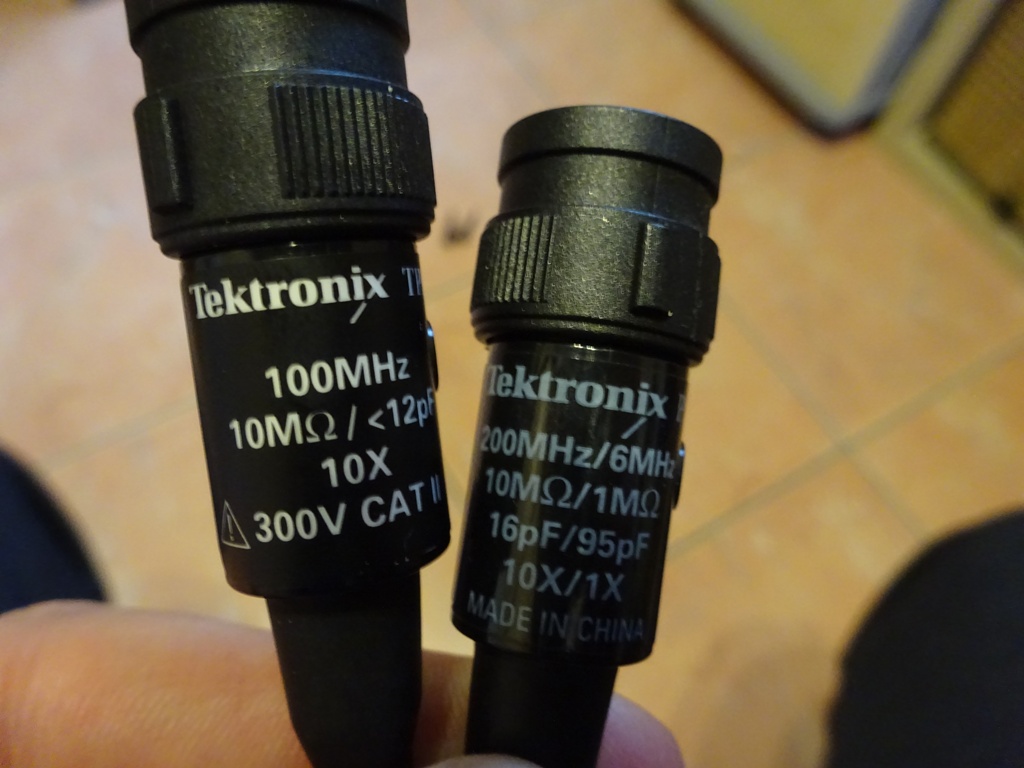 Tektronix
100MHz
10MΩ / <12pF
10X
300V CAT II
Tektronix
200MHz/6MHz
10MΩ/1MΩ
16pF/95pF
10X/1X
MADE IN CHINA